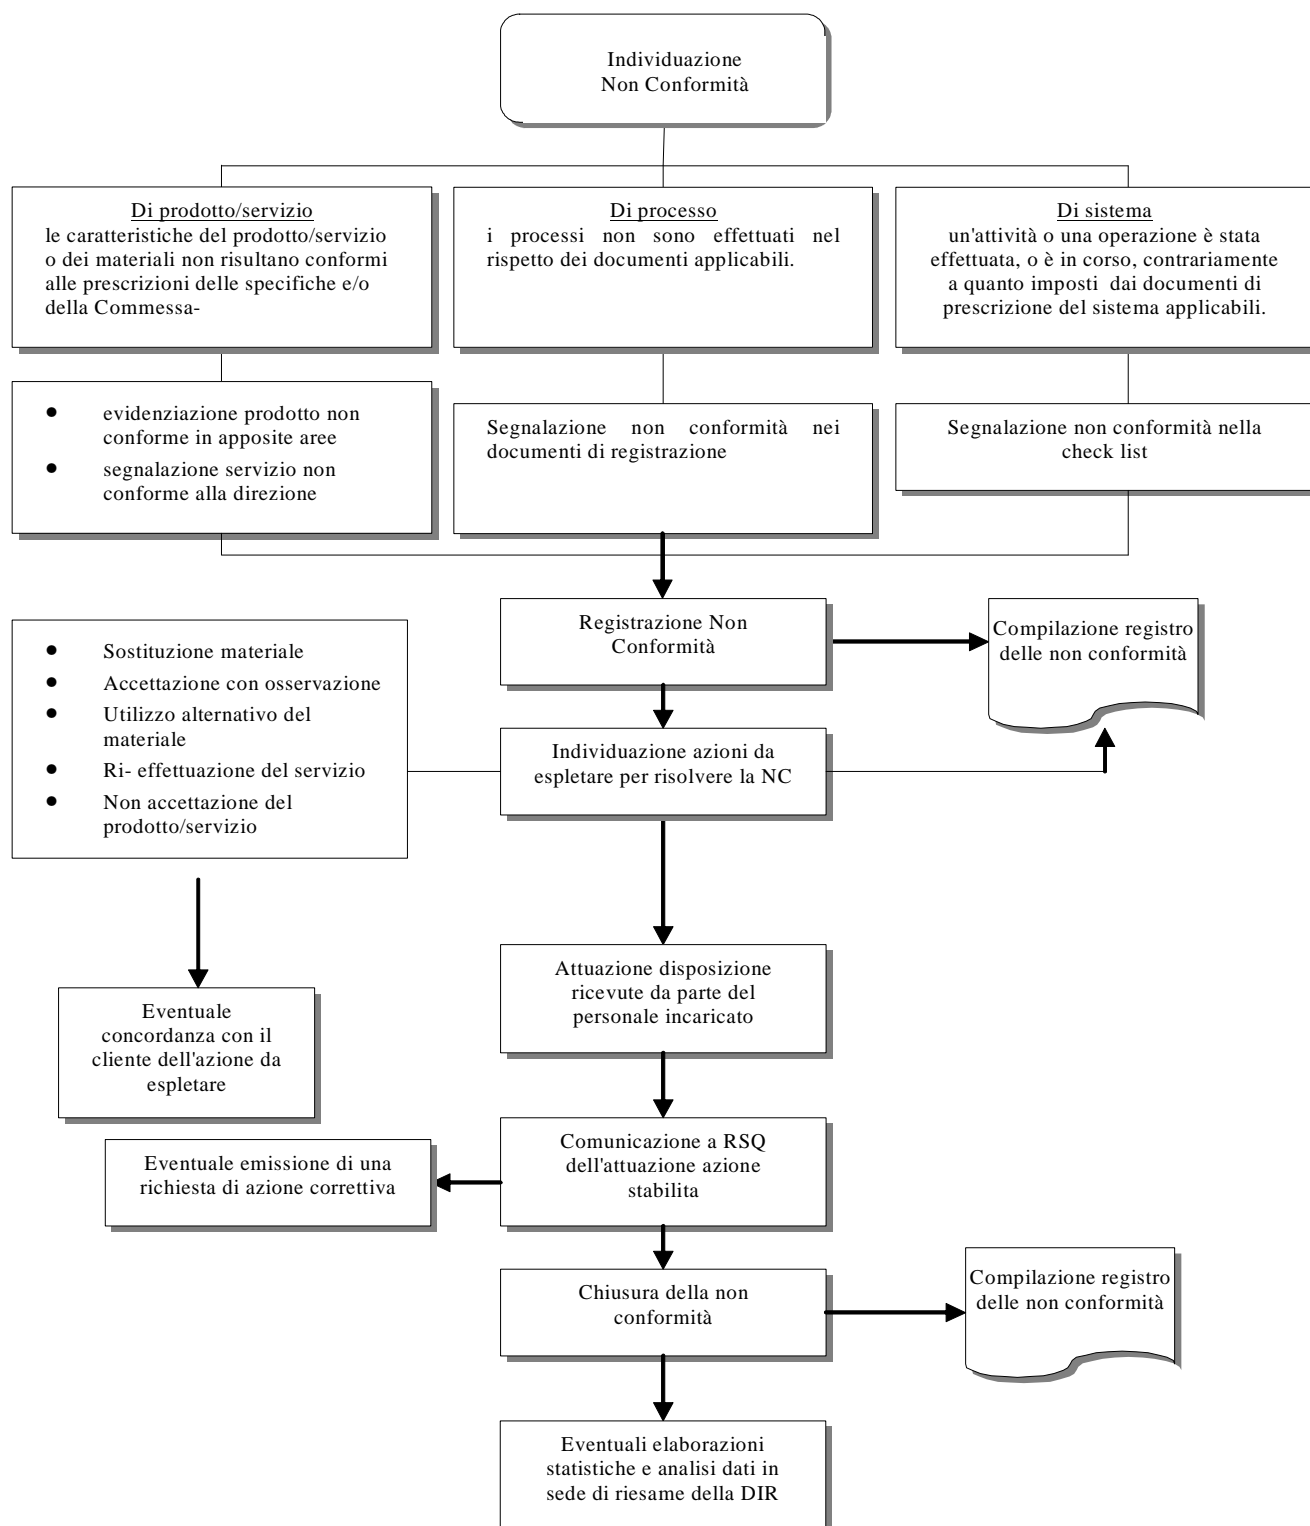 Individuazione
Non Conformità
Di prodotto/servizio
le caratteristiche del prodotto/servizio
o dei materiali non risultano conformi
alle prescrizioni delle specifiche e/o
della Commessa-
Di processo
i processi non sono effettuati nel
rispetto dei documenti applicabili.
Di sistema
un'attività o una operazione è stata
effettuata, o è in corso, contrariamente
a quanto imposti dai documenti di
prescrizione del sistema applicabili.
● evidenziazione prodotto non
conforme in apposite aree
● segnalazione servizio non
conforme alla direzione
Segnalazione non conformità nei
documenti di registrazione
Segnalazione non conformità nella
check list
Registrazione Non
Conformità
Compilazione registro
delle non conformità
● Sostituzione materiale
● Accettazione con osservazione
● Utilizzo alternativo del
materiale
● Ri- effettuazione del servizio
● Non accettazione del
prodotto/servizio
Individuazione azioni da
espletare per risolvere la NC
Attuazione disposizione
ricevute da parte del
personale incaricato
Eventuale
concordanza con il
cliente dell'azione da
espletare
Comunicazione a RSQ
dell'attuazione azione
stabilita
Eventuale emissione di una
richiesta di azione correttiva
Chiusura della non
conformità
Compilazione registro
delle non conformità
Eventuali elaborazioni
statistiche e analisi dati in
sede di riesame della DIR